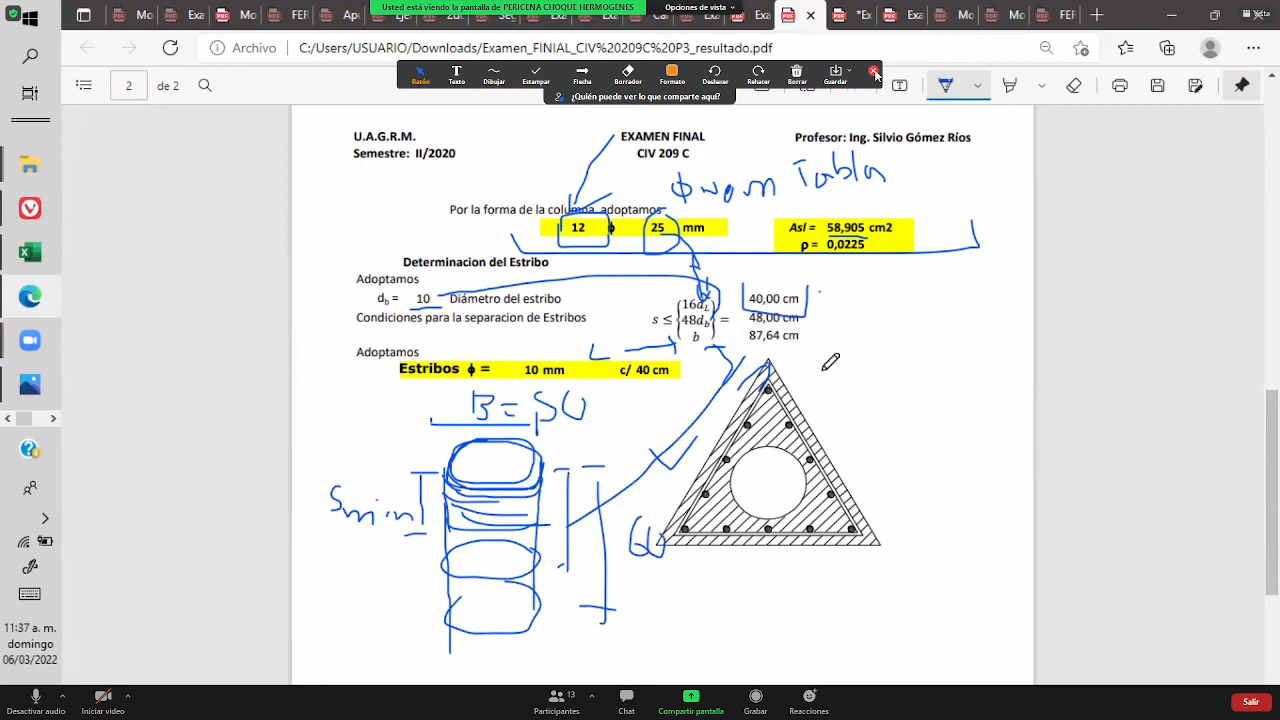 Usted está viendo la pantalla de PERICENA CHOQUE HERMOGENES
Opciones de vista
Archivo
C:/Users/USUARIO/Downloads/Examen_FINIAL_CIV%20209C%20P3_resultado.pdf
Ratón
Texto
Dibujar
Estampar
Flecha
Borrador
Formato
Deshacer
Rehacer
Borrar
Guardar
¿Quién puede ver lo que comparte aquí?
2 de 2
U.A.G.R.M. EXAMEN FINAL Profesor: Ing. Silvio Gómez Ríos
Semestre: II/2020 CIV 209 C
Tabla
Por la forma de la columna, adoptamos
12 ϕ 25 mm Asl = 58,905 cm2
ρ = 0,0225
Determinacion del Estribo
Adoptamos
db = 10 Diámetro del estribo
Condiciones para la separacion de Estribos
s ≤ { 16dL 48db b } =
40,00 cm
48,00 cm
87,64 cm
Adoptamos
Estribos ϕ = 10 mm c/ 40 cm
B = 50
Smin
60
11:37 a. m.
domingo
06/03/2022
Desactivar audio
Iniciar video
13
Participantes
Chat
Compartir pantalla
Grabar
Reacciones
Salir